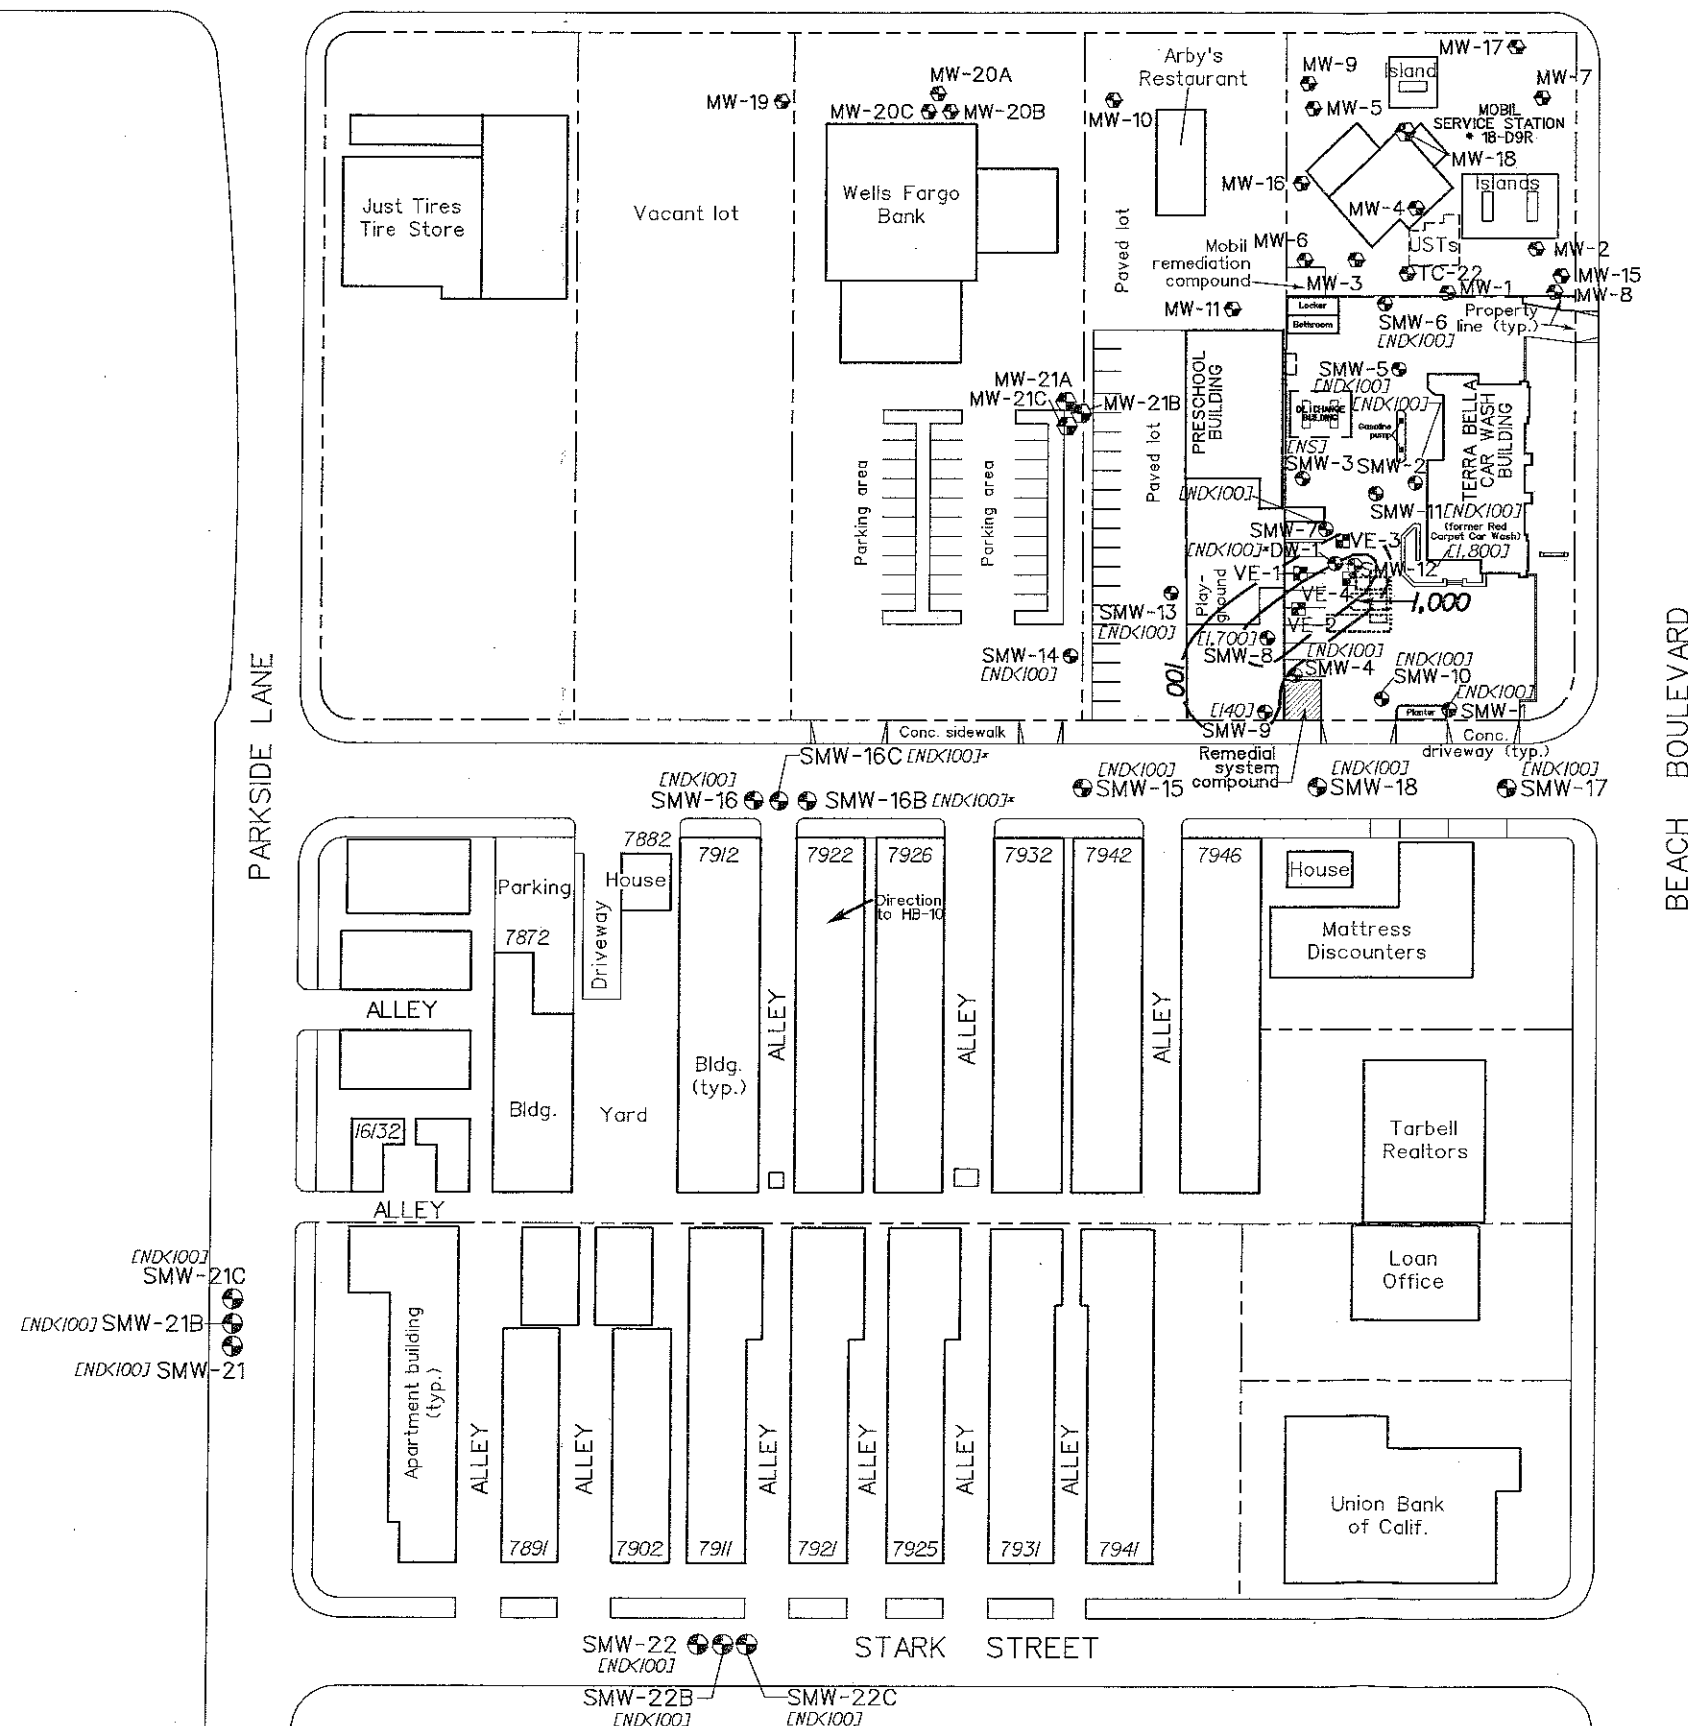 MW-17
MW-9
Island
MW-7
Arby's
Restaurant
MW-20A
MW-19
MW-20C
MW-20B
MW-10
MW-5
MOBIL
SERVICE STATION
18-D9R
MW-18
MW-16
Islands
Just Tires
Tire Store
Vacant lot
Wells Fargo
Bank
MW-4
Paved lot
USTs
Mobil
remediation
compound
MW-6
MW-2
TC-22
MW-15
MW-3
MW-1
MW-8
MW-11
Locker
Bathroom
SMW-6
[ND<100]
Property
line (typ.)
PRESCHOOL
BUILDING
SMW-5
[ND<100]
MW-21A
MW-21C
MW-21B
OIL CHANGE
BUILDING
[ND<100]
Gasoline
pump
TERRA BELLA
CAR WASH
BUILDING
[NS]
SMW-3
SMW-2
Parking area
Parking area
Paved lot
[ND<100]
SMW-11
[ND<100]
(former Red
Carpet Car Wash)
SMW-7
VE-3
[1,800]
[ND<100]*
DW-1
SMW-12
VE-1
VE-4
1,000
Play-
ground
VE-2
SMW-13
[ND<100]
[1,700]
SMW-8
[ND<100]
SMW-4
SMW-14
[ND<100]
100
[ND<100]
SMW-10
[ND<100]
SMW-1
Planter
[140]
SMW-9
Conc. sidewalk
Conc.
driveway (typ.)
Remedial
system
compound
SMW-16C [ND<100]*
[ND<100]
SMW-16
SMW-16B [ND<100]*
[ND<100]
SMW-15
[ND<100]
SMW-18
[ND<100]
SMW-17
PARKSIDE LANE
BEACH BOULEVARD
7882
House
7912
7922
7926
7932
7942
7946
House
Parking
Driveway
Direction
to HB-10
7872
Mattress
Discounters
ALLEY
ALLEY
ALLEY
ALLEY
Bldg.
(typ.)
Bldg.
Yard
16132
Tarbell
Realtors
ALLEY
[ND<100]
SMW-21C
[ND<100] SMW-21B
[ND<100] SMW-21
Loan
Office
Apartment building
(typ.)
ALLEY
ALLEY
ALLEY
ALLEY
ALLEY
ALLEY
Union Bank
of Calif.
7891
7902
7911
7921
7925
7931
7941
SMW-22
[ND<100]
STARK STREET
SMW-22B
[ND<100]
SMW-22C
[ND<100]